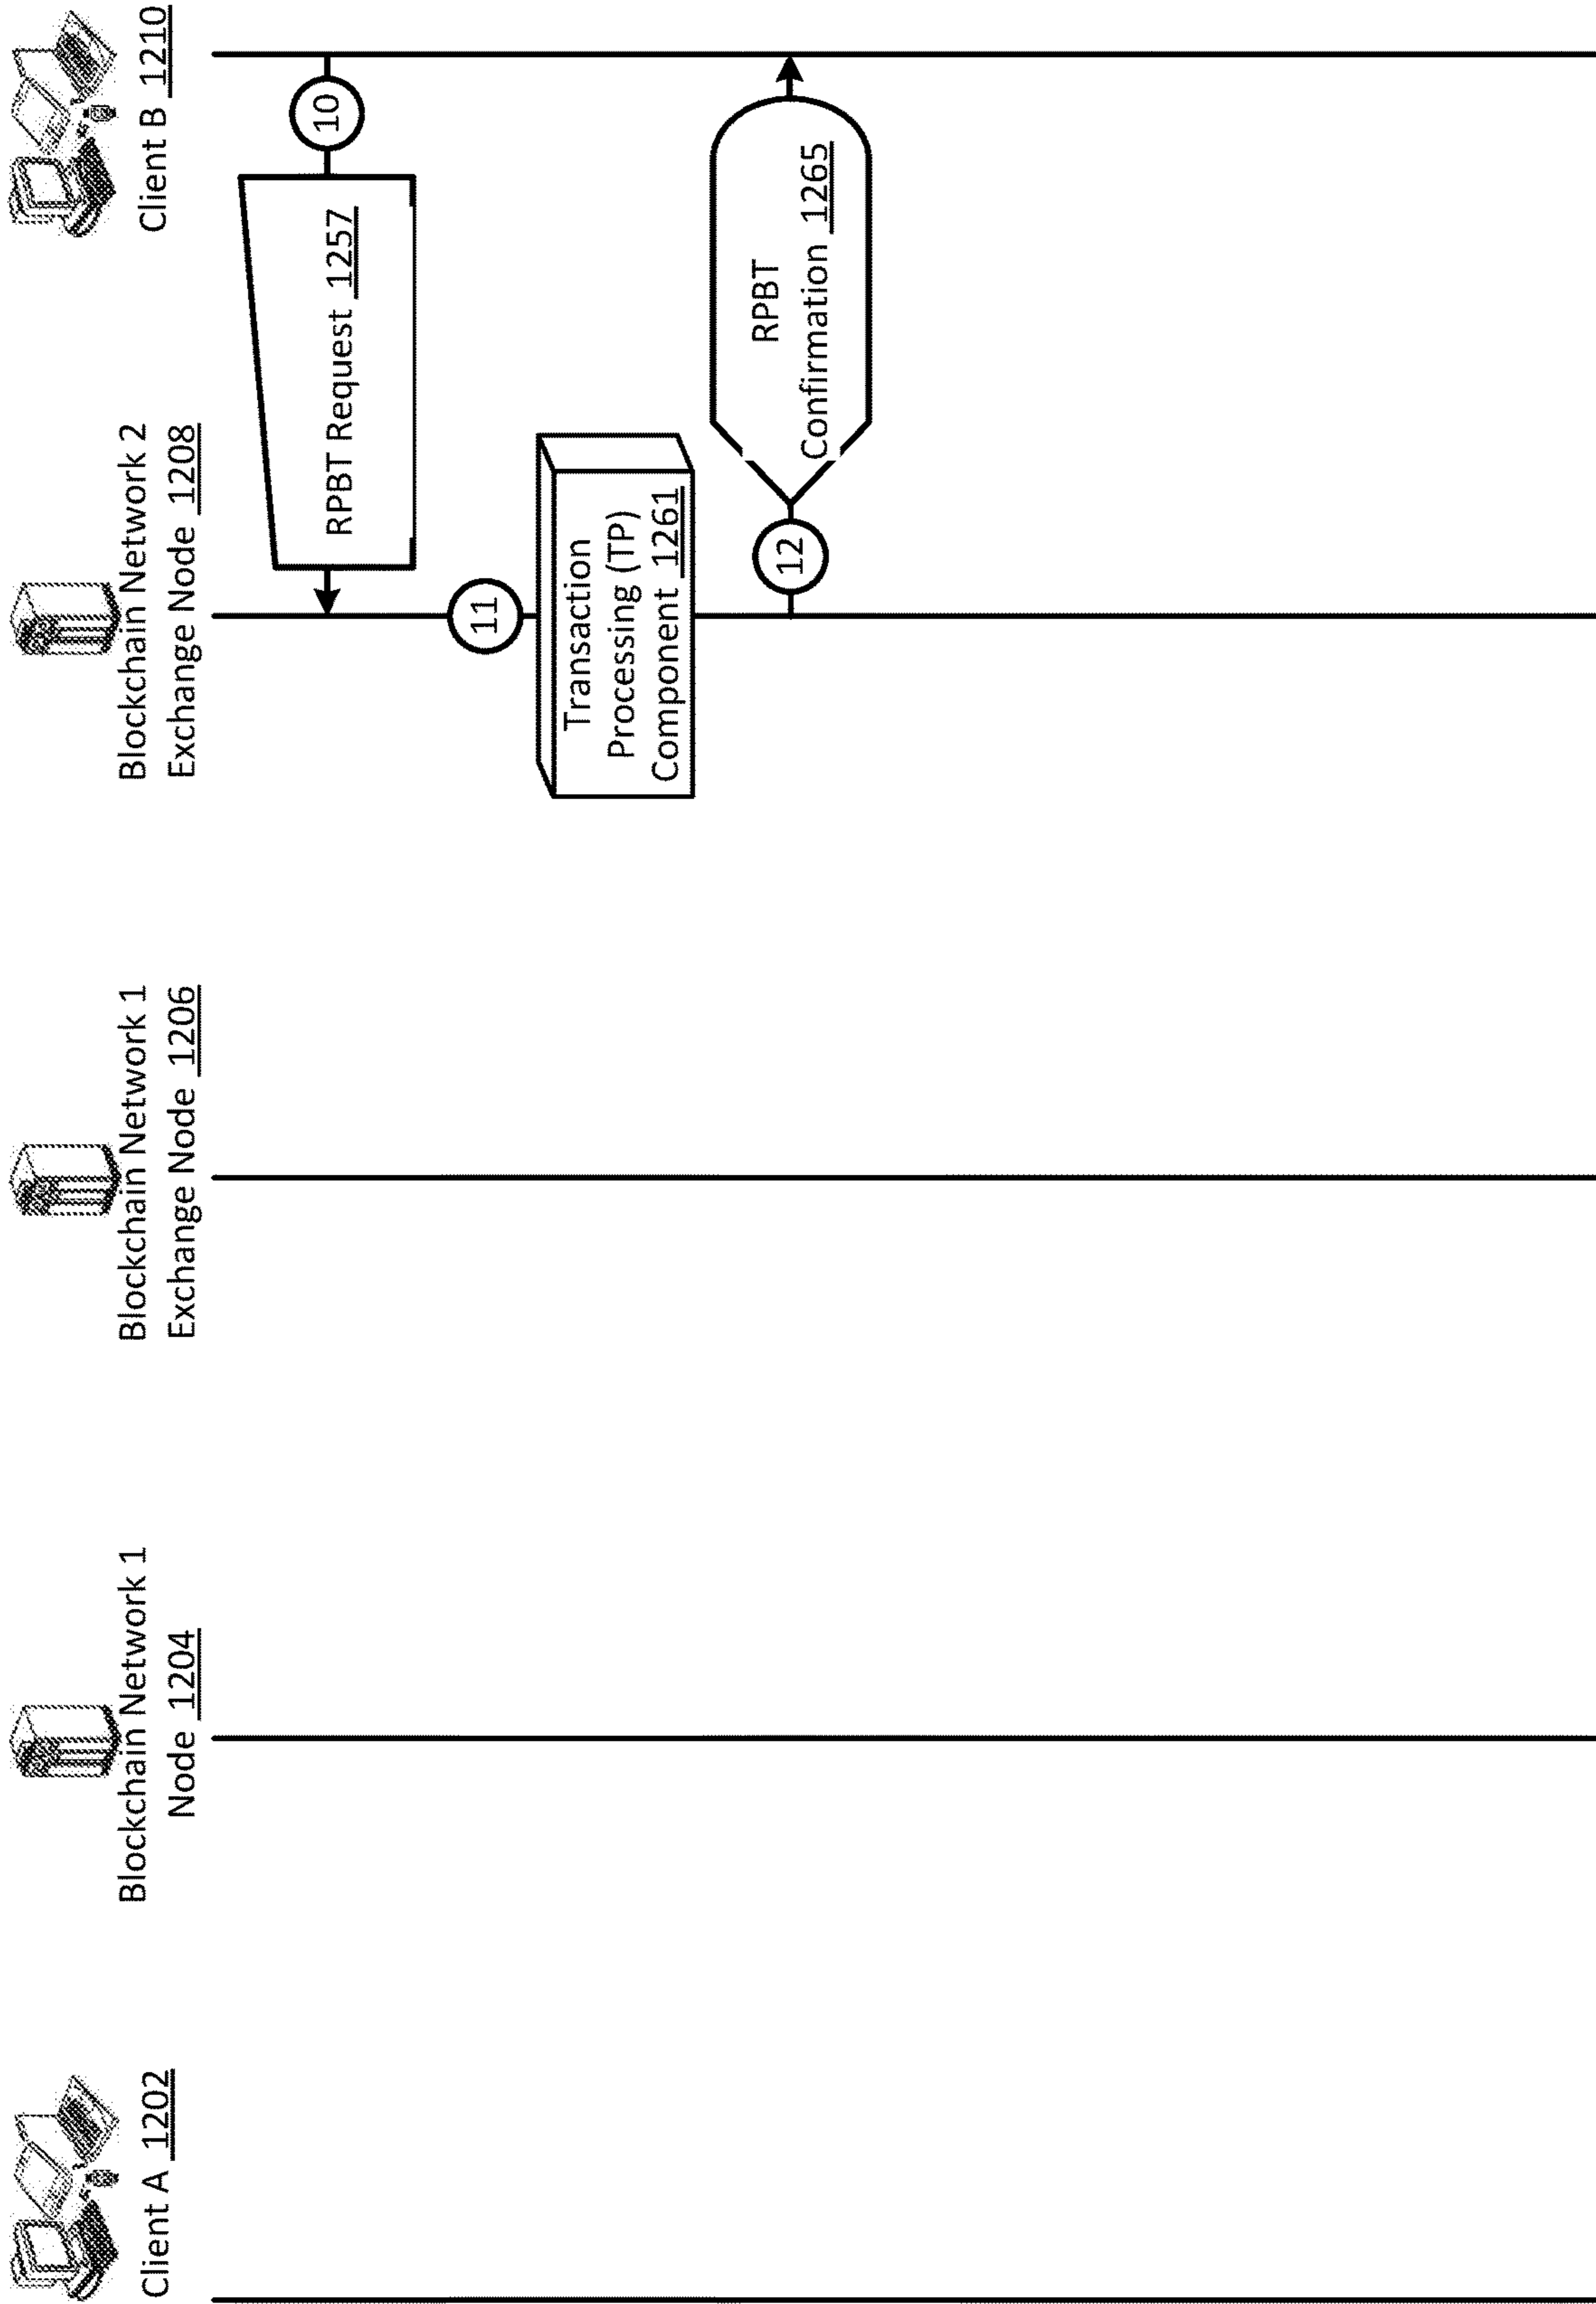 Client A 1202
Blockchain Network 1
Node 1204
Blockchain Network 1
Exchange Node 1206
Blockchain Network 2
Exchange Node 1208
Client B 1210
10
RPBT Request 1257
11
Transaction
Processing (TP)
Component 1261
12
RPBT
Confirmation 1265